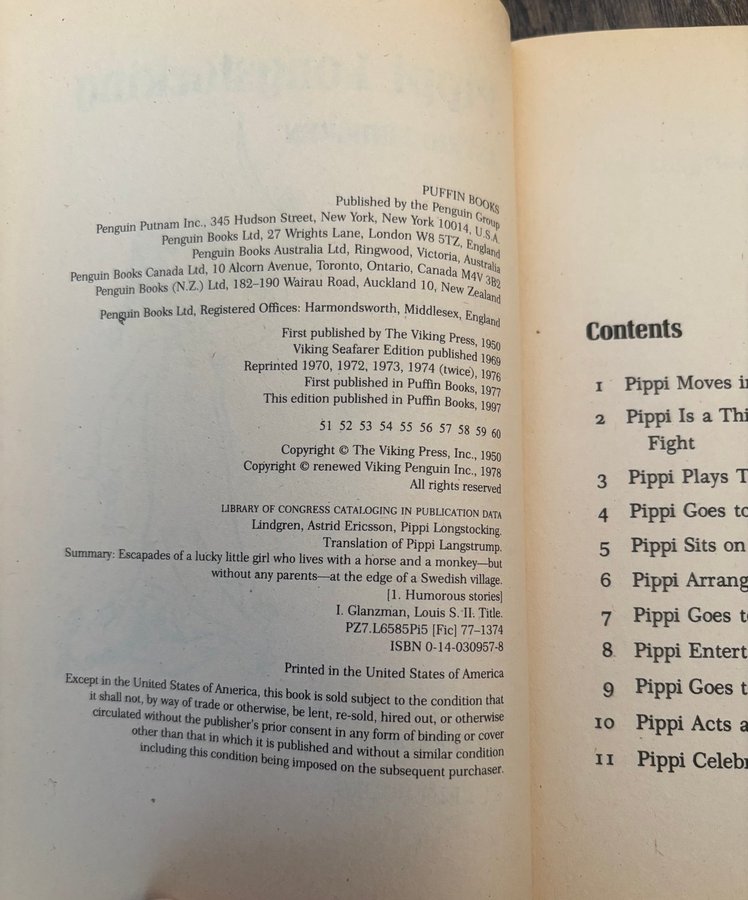 PUFFIN BOOKS
Published by the Penguin Group
Penguin Putnam Inc., 345 Hudson Street, New York, New York 10014, U.S.A.
Penguin Books Ltd, 27 Wrights Lane, London W8 5TZ, England
Penguin Books Australia Ltd, Ringwood, Victoria, Australia
Penguin Books Canada Ltd, 10 Alcorn Avenue, Toronto, Ontario, Canada M4V 3B2
Penguin Books (N.Z.) Ltd, 182–190 Wairau Road, Auckland 10, New Zealand
Penguin Books Ltd, Registered Offices: Harmondsworth, Middlesex, England
First published by The Viking Press, 1950
Viking Seafarer Edition published 1969
Reprinted 1970, 1972, 1973, 1974 (twice), 1976
First published in Puffin Books, 1977
This edition published in Puffin Books, 1997
51 52 53 54 55 56 57 58 59 60
Copyright © The Viking Press, Inc., 1950
Copyright © renewed Viking Penguin Inc., 1978
All rights reserved
LIBRARY OF CONGRESS CATALOGING IN PUBLICATION DATA
Lindgren, Astrid Ericsson, Pippi Longstocking.
Translation of Pippi Langstrump.
Summary: Escapades of a lucky little girl who lives with a horse and a monkey—but
without any parents—at the edge of a Swedish village.
[1. Humorous stories]
I. Glanzman, Louis S. II. Title.
PZ7.L6585Pi5 [Fic] 77–1374
ISBN 0-14-030957-8
Printed in the United States of America
Except in the United States of America, this book is sold subject to the condition that
it shall not, by way of trade or otherwise, be lent, re-sold, hired out, or otherwise
circulated without the publisher's prior consent in any form of binding or cover
other than that in which it is published and without a similar condition
including this condition being imposed on the subsequent purchaser.
Contents
1 Pippi Moves i
2 Pippi Is a Thi
Fight
3 Pippi Plays T
4 Pippi Goes to
5 Pippi Sits on
6 Pippi Arrang
7 Pippi Goes t
8 Pippi Entert
9 Pippi Goes t
10 Pippi Acts a
11 Pippi Celeb